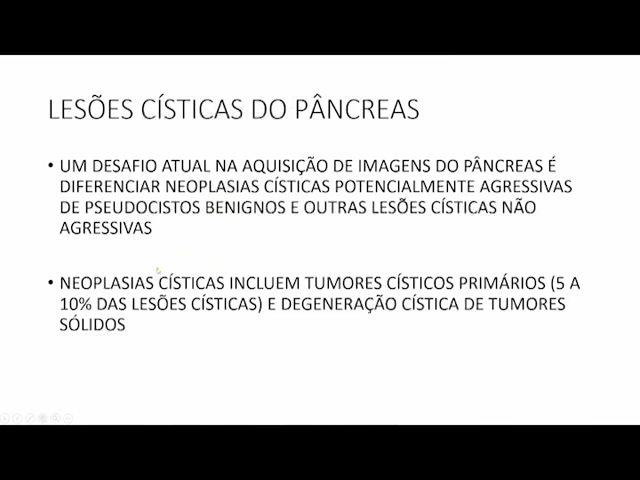 LESÕES CÍSTICAS DO PÂNCREAS
• UM DESAFIO ATUAL NA AQUISIÇÃO DE IMAGENS DO PÂNCREAS É
DIFERENCIAR NEOPLASIAS CÍSTICAS POTENCIALMENTE AGRESSIVAS
DE PSEUDOCISTOS BENIGNOS E OUTRAS LESÕES CÍSTICAS NÃO
AGRESSIVAS
• NEOPLASIAS CÍSTICAS INCLUEM TUMORES CÍSTICOS PRIMÁRIOS (5 A
10% DAS LESÕES CÍSTICAS) E DEGENERAÇÃO CÍSTICA DE TUMORES
SÓLIDOS